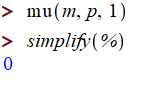 > mu(m, p, 1)
> simplify(%)
0